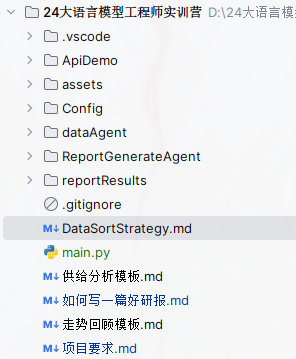 24大语言模型工程师实训营 D:\24大语言模
.vscode
ApiDemo
assets
Config
dataAgent
ReportGenerateAgent
reportResults
.gitignore
DataSortStrategy.md
main.py
供给分析模板.md
如何写一篇好研报.md
走势回顾模板.md
项目要求.md